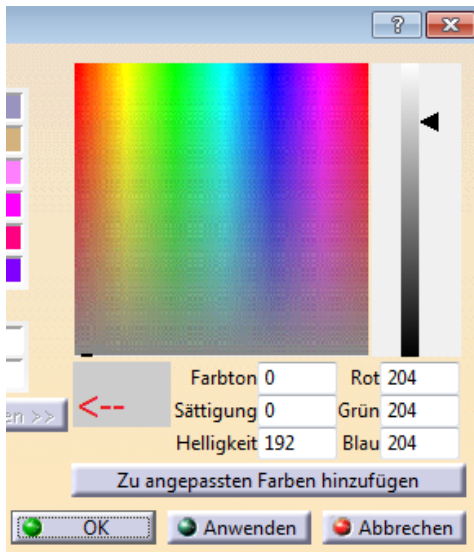 ?
Farbton 0 Rot 204
<--
Sättigung 0 Grün 204
en >>
Helligkeit 192 Blau 204
Zu angepassten Farben hinzufügen
OK Anwenden Abbrechen